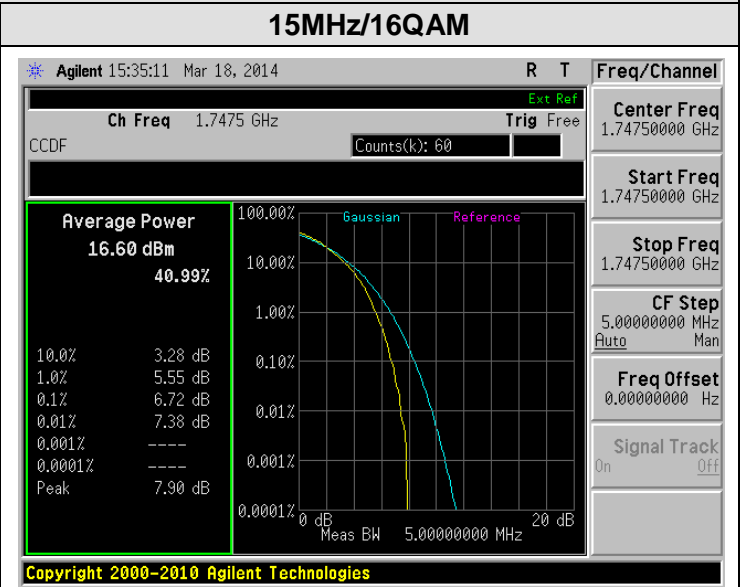 15MHz/16QAM
Agilent 15:35:11 Mar 18, 2014 R T
Ext Ref
Ch Freq 1.7475 GHz Trig Free
CCDF Counts(k): 60
Average Power
16.60 dBm
40.99%
10.0% 3.28 dB
1.0% 5.55 dB
0.1% 6.72 dB
0.01% 7.38 dB
0.001% ----
0.0001% ----
Peak 7.90 dB
Gaussian Reference
100.00%
10.00%
1.00%
0.10%
0.01%
0.001%
0.0001%
0 dB 20 dB
Meas BW 5.00000000 MHz
Freq/Channel
Center Freq
1.74750000 GHz
Start Freq
1.74750000 GHz
Stop Freq
1.74750000 GHz
CF Step
5.00000000 MHz
Auto Man
Freq Offset
0.00000000 Hz
Signal Track
On Off
Copyright 2000-2010 Agilent Technologies